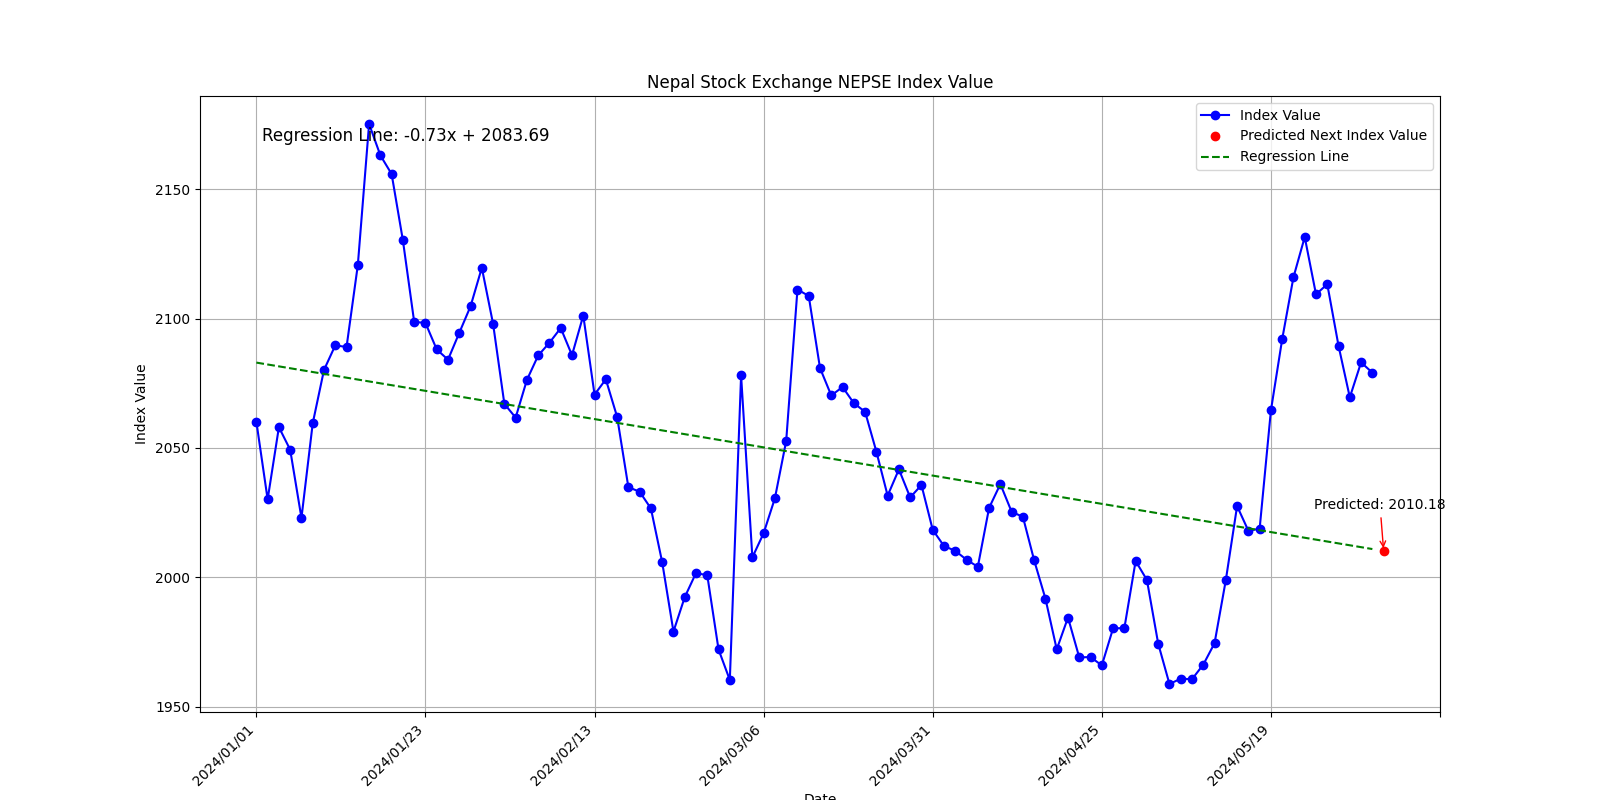 Nepal Stock Exchange NEPSE Index Value
Regression Line: -0.73x + 2083.69
Index Value
Predicted Next Index Value
Regression Line
Index Value
2150
2100
2050
2000
1950
Predicted: 2010.18
2024/01/01
2024/01/23
2024/02/13
2024/03/06
2024/03/31
2024/04/25
2024/05/19
Date